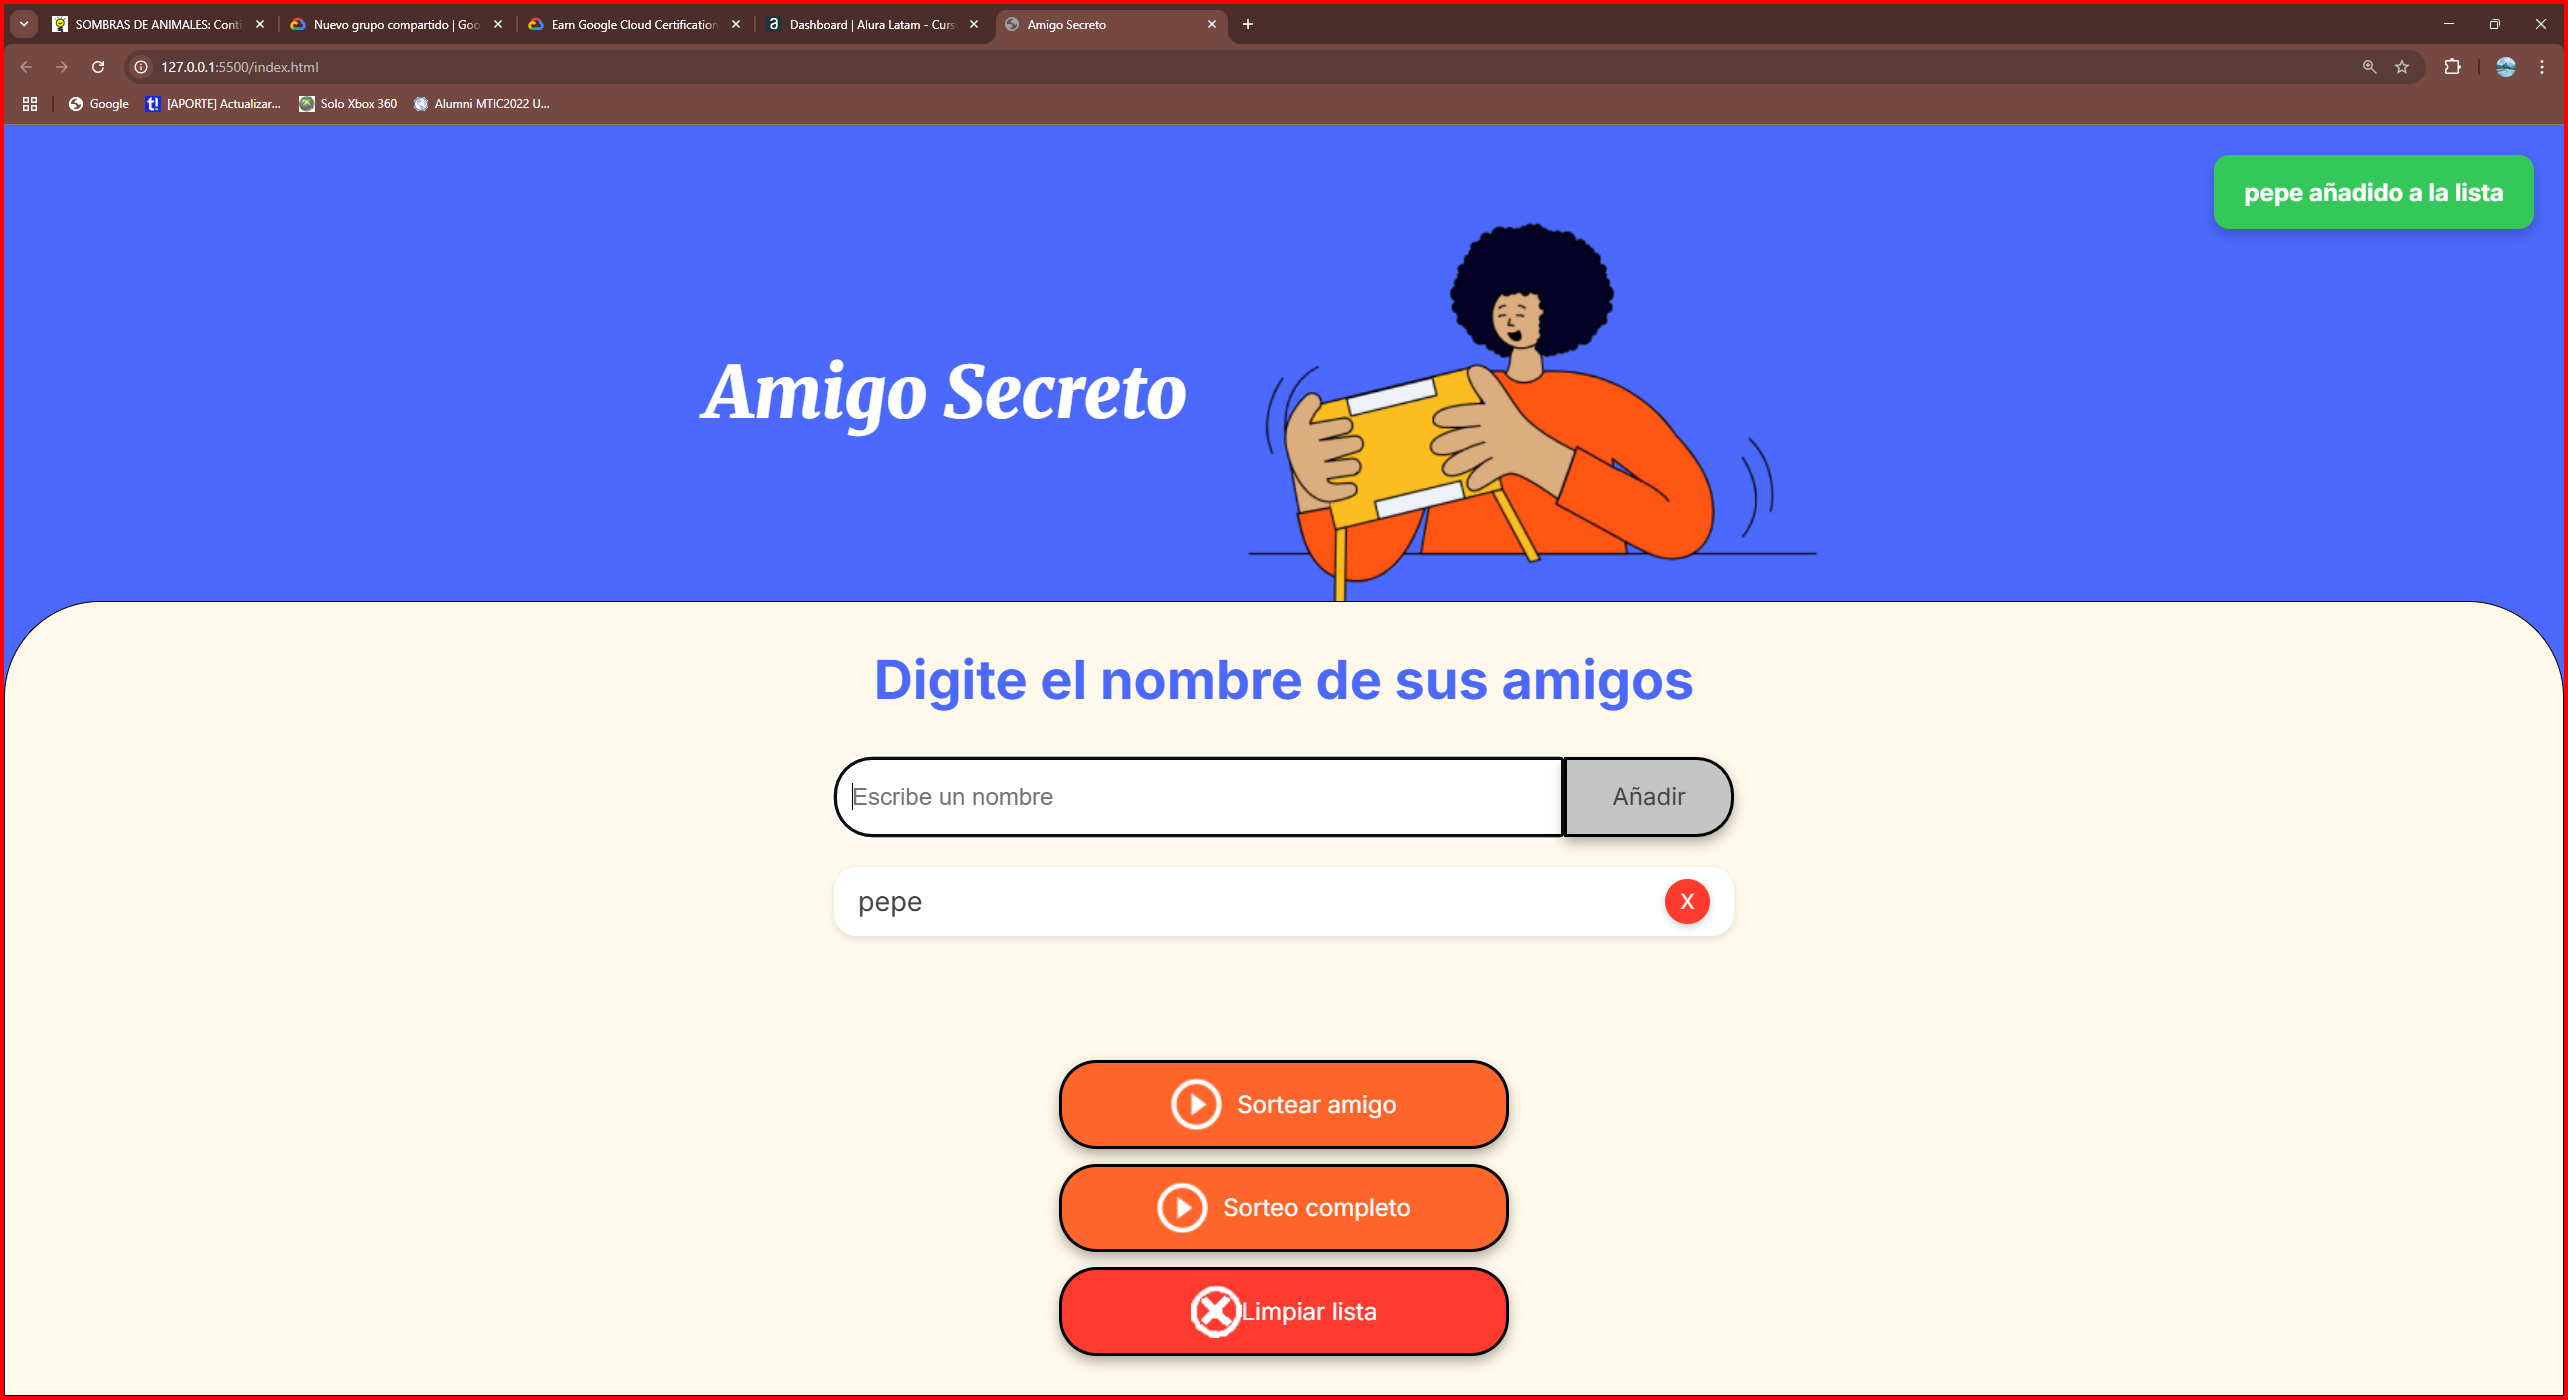 SOMBRAS DE ANIMALES: Conti
Nuevo grupo compartido | Goo
Earn Google Cloud Certification
Dashboard | Alura Latam - Curs
Amigo Secreto
127.0.0.1:5500/index.html
Google
[APORTE] Actualizar...
Solo Xbox 360
Alumni MTIC2022 U...
pepe añadido a la lista
Amigo Secreto
Digite el nombre de sus amigos
Escribe un nombre
Añadir
pepe
X
Sortear amigo
Sorteo completo
Limpiar lista